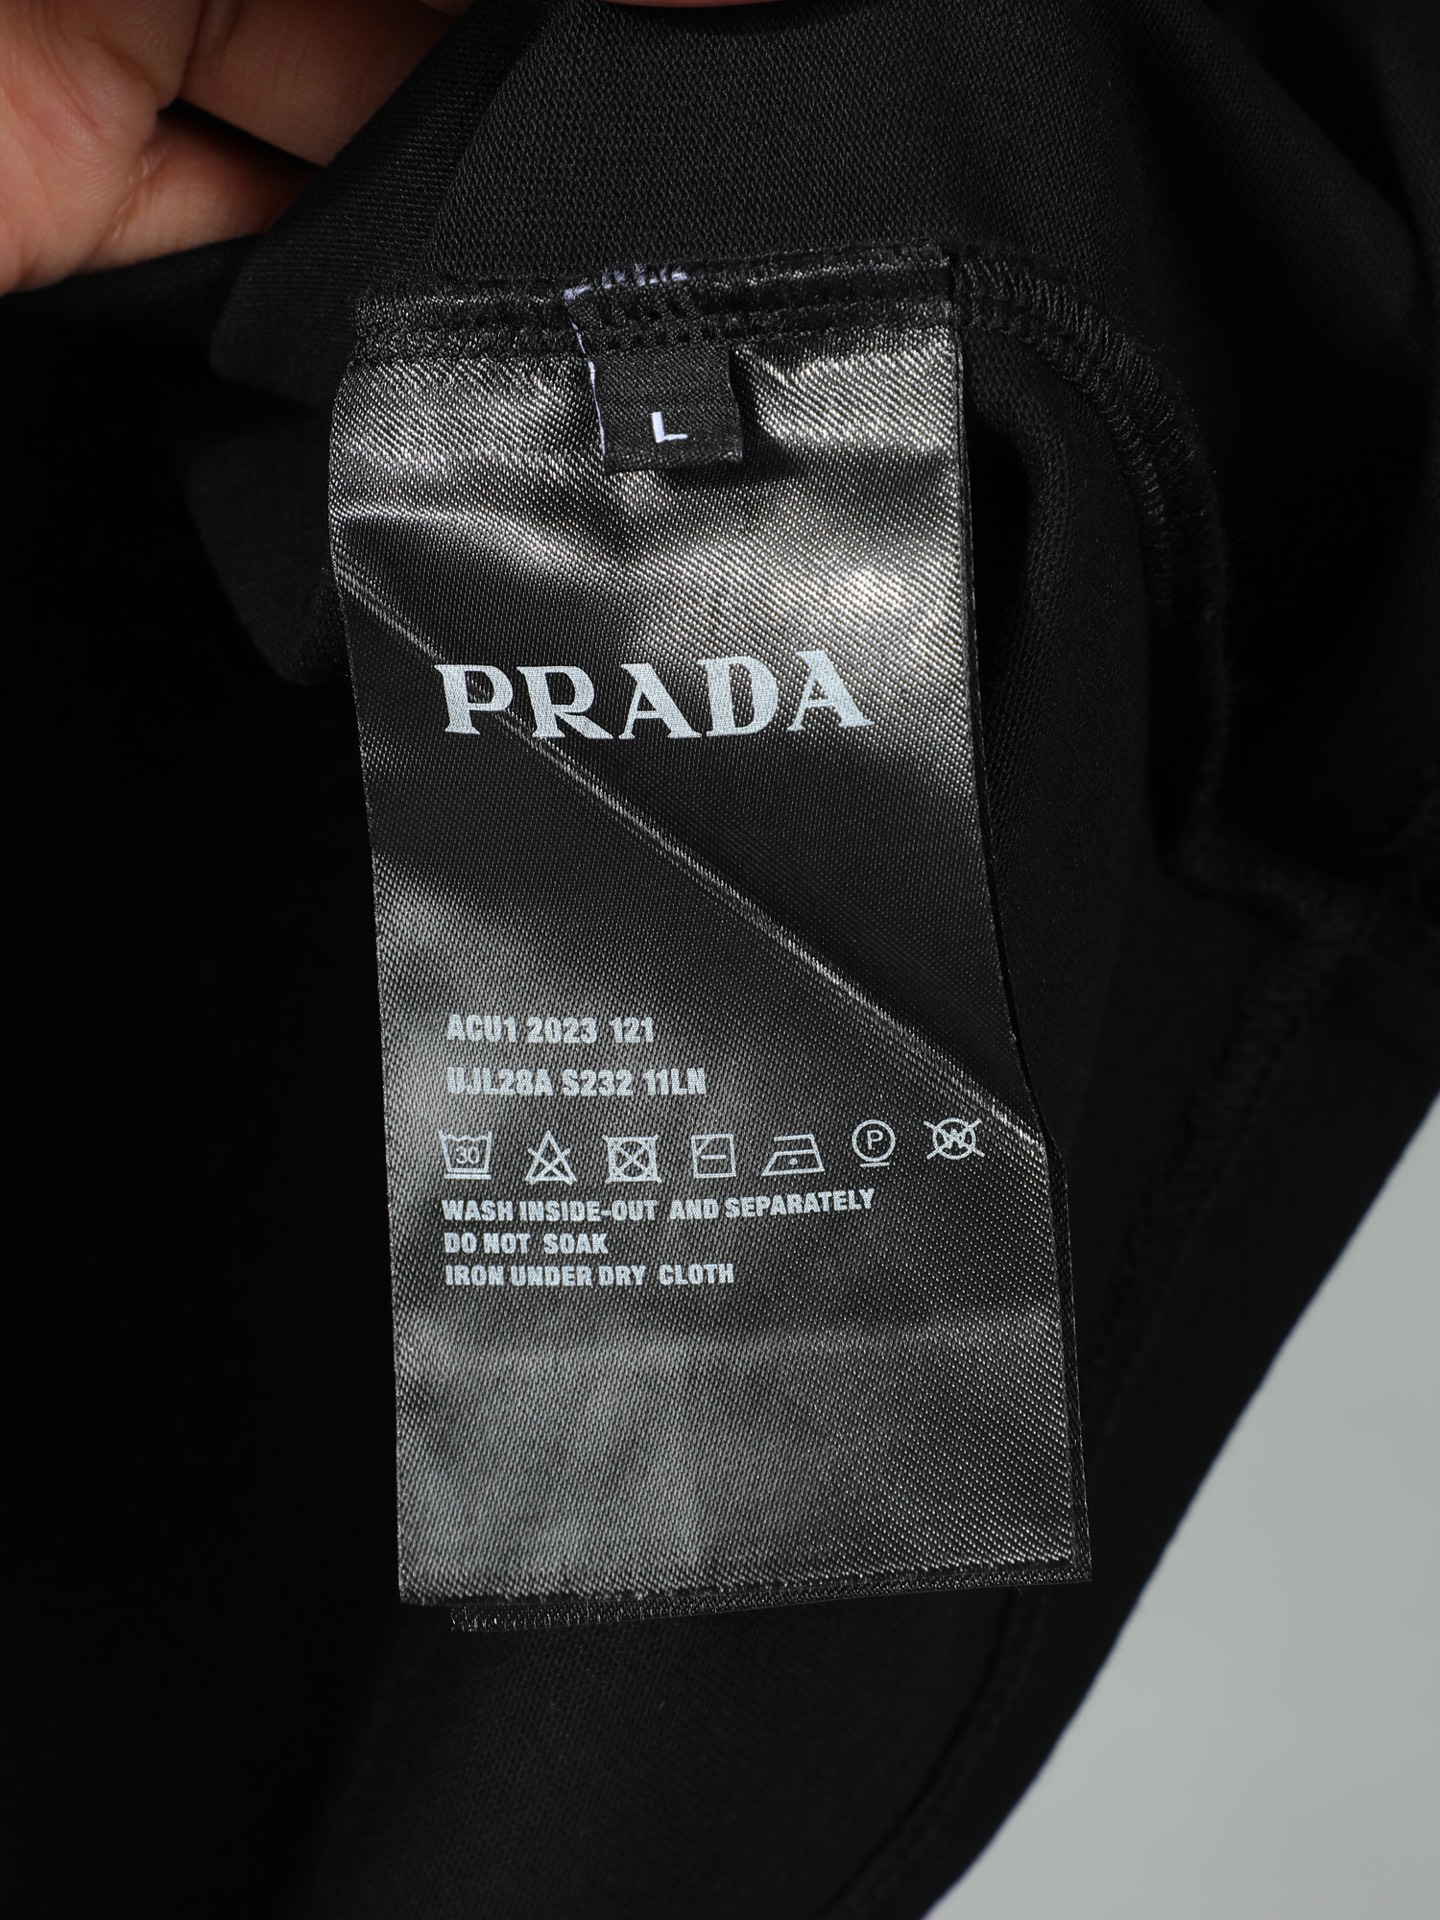 L
PRADA
ACU1 2023 121
UJL28A S232 11LN
30 P W
WASH INSIDE-OUT AND SEPARATELY
DO NOT SOAK
IRON UNDER DRY CLOTH